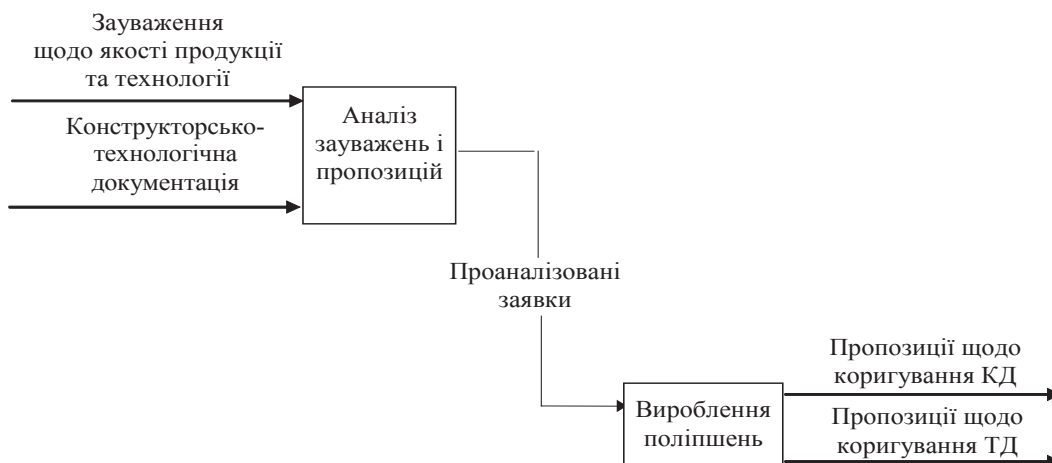 Зауваження
щодо якості продукції
та технології
Конструкторсько-
технологічна
документація
Аналіз
зауважень і
пропозицій
Проаналізовані
заявки
Вироблення
поліпшень
Пропозиції щодо
коригування КД
Пропозиції щодо
коригування ТД